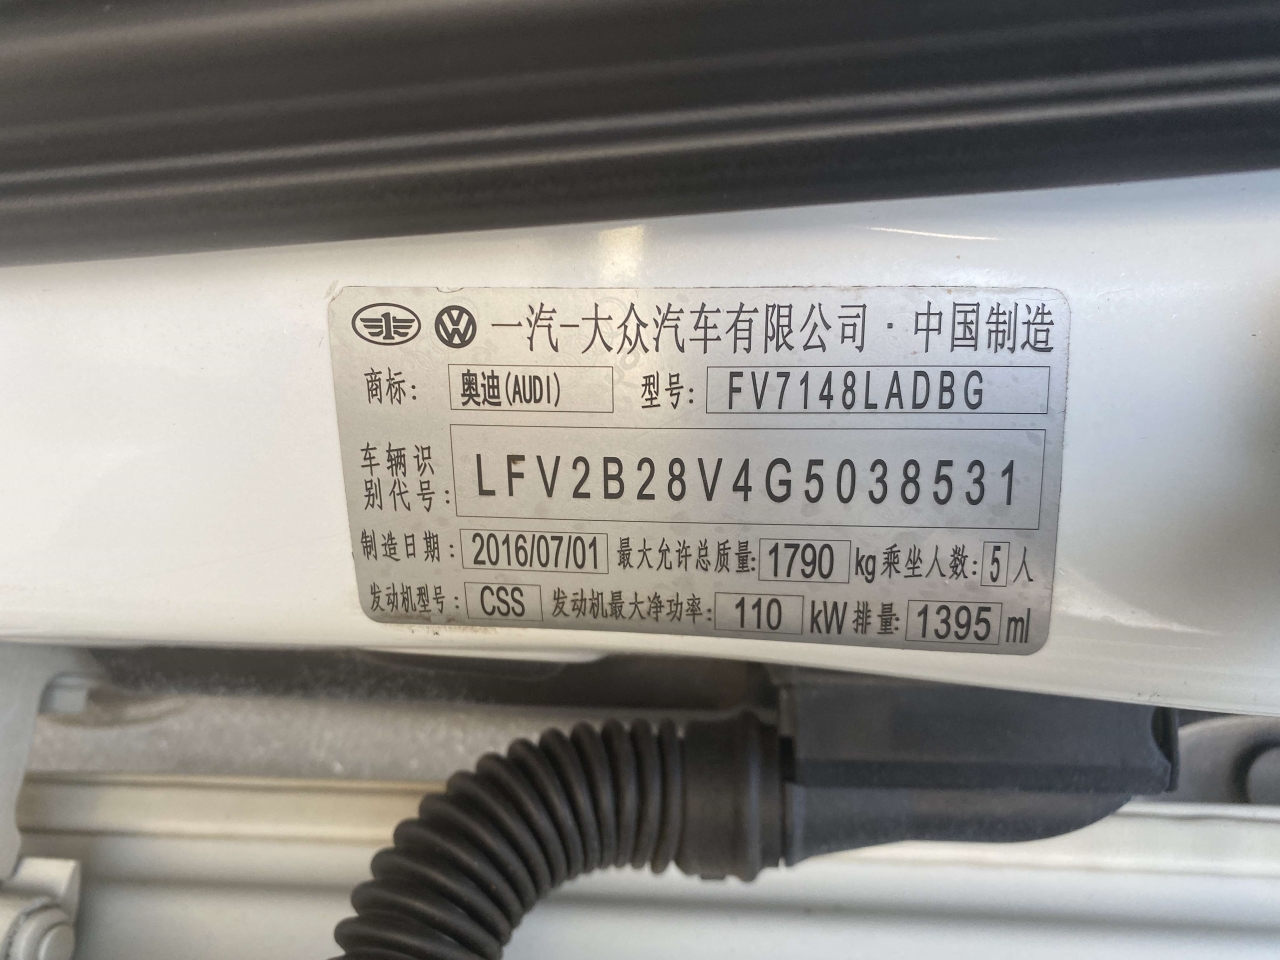 一汽-大众汽车有限公司·中国制造
商标: 奥迪(AUDI) 型号: FV7148LADBG
车辆识别代号: LFV2B28V4G5038531
制造日期: 2016/07/01 最大允许总质量: 1790 kg 乘坐人数: 5 人
发动机型号: CSS 发动机最大净功率: 110 kW 排量: 1395 ml